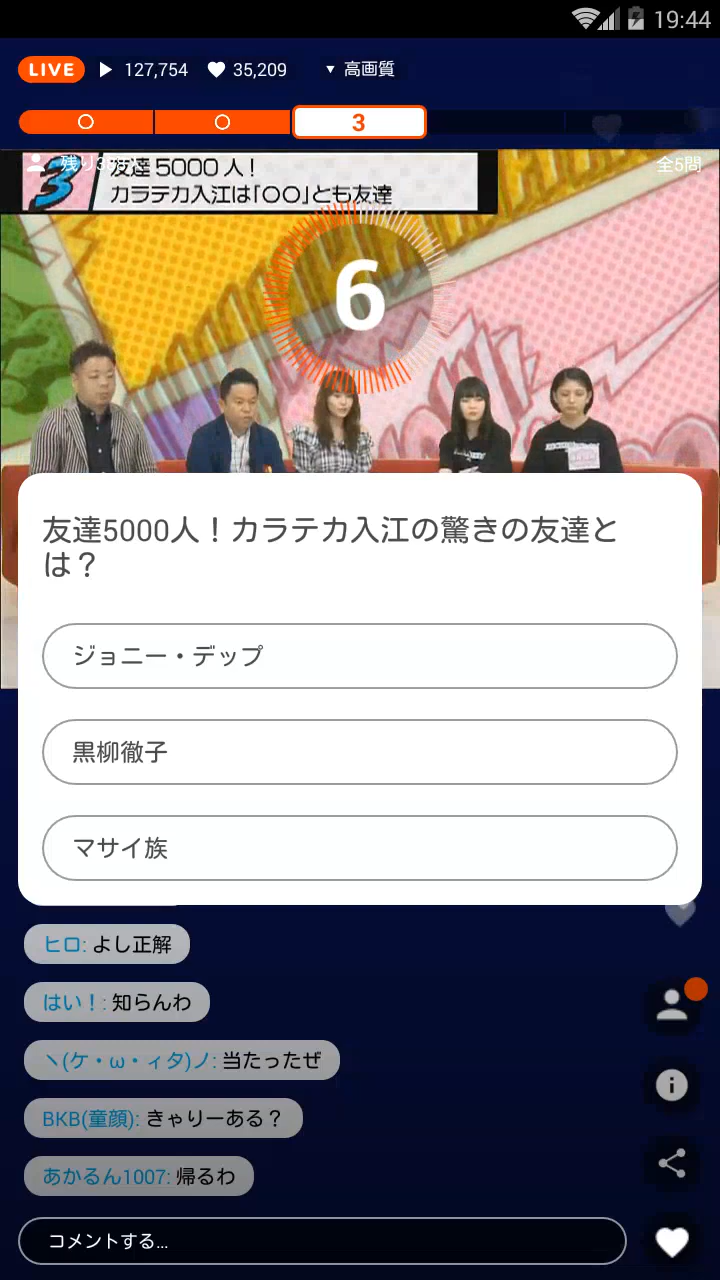 19:44
LIVE 127,754 35,209 ▼ 高画質
3
残り
全5問
3
友達5000人！
カラテカ入江は「〇〇」とも友達
6
友達5000人！カラテカ入江の驚きの友達と
は？
ジョニー・デップ
黒柳徹子
マサイ族
ヒロ: よし正解
はい！: 知らんわ
ヽ(ケ・ω・ィタ)ノ: 当たったぜ
BKB(童顔): きゃりーある？
あかるん1007: 帰るわ
コメントする...